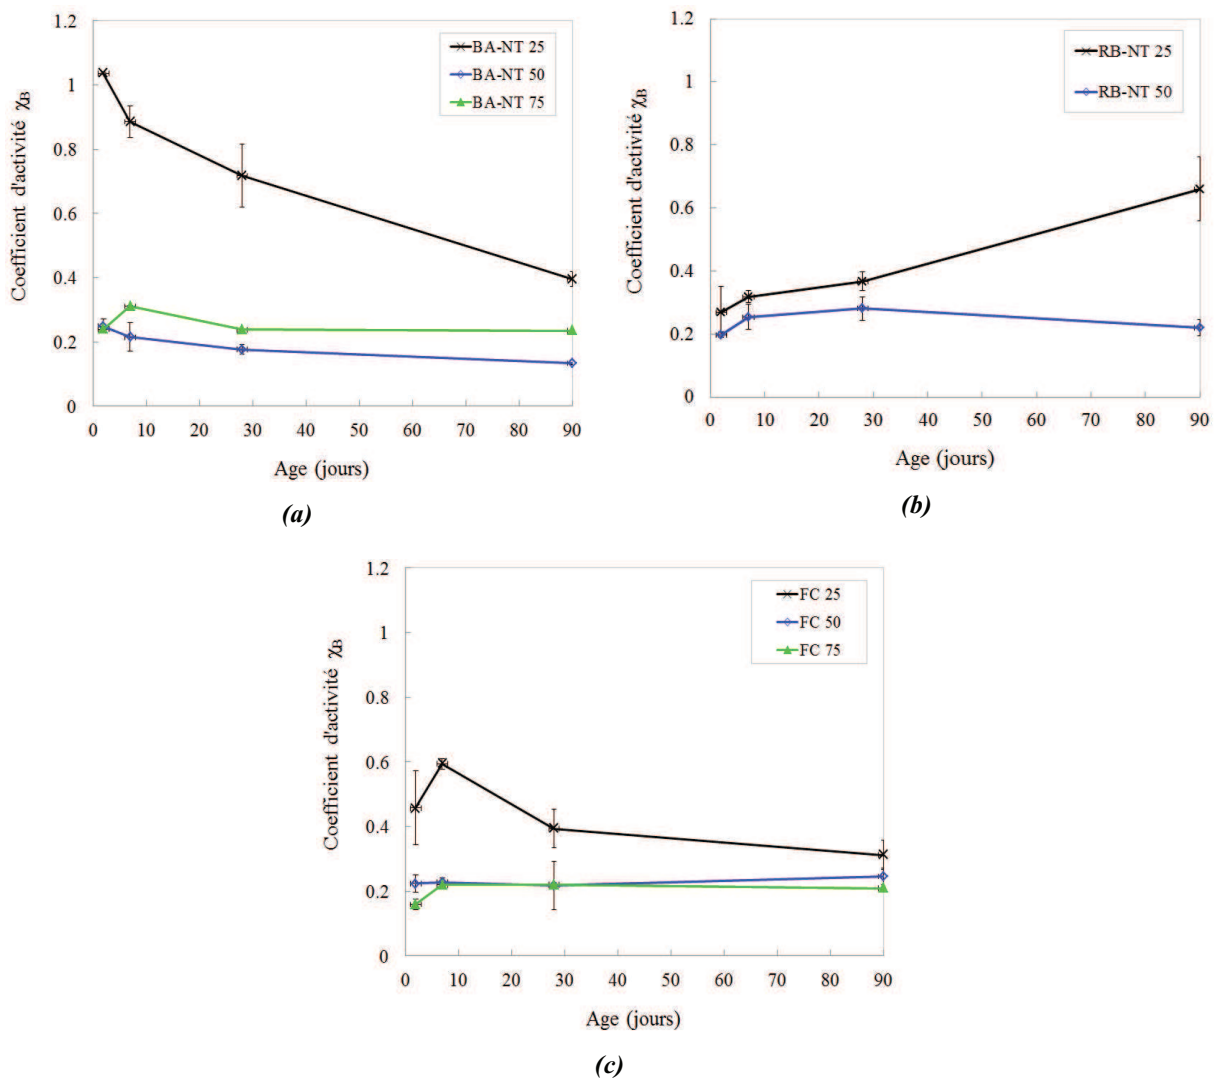 1.2
1
0.8
0.6
0.4
0.2
0
Coefficient d'activité χB
BA-NT 25
BA-NT 50
BA-NT 75
0 10 20 30 40 50 60 70 80 90
Age (jours)
(a)
1.2
1
0.8
0.6
0.4
0.2
0
Coefficient d'activité χB
RB-NT 25
RB-NT 50
0 10 20 30 40 50 60 70 80 90
Age (jours)
(b)
1.2
1
0.8
0.6
0.4
0.2
0
Coefficient d'activité χB
FC 25
FC 50
FC 75
0 10 20 30 40 50 60 70 80 90
Age (jours)
(c)